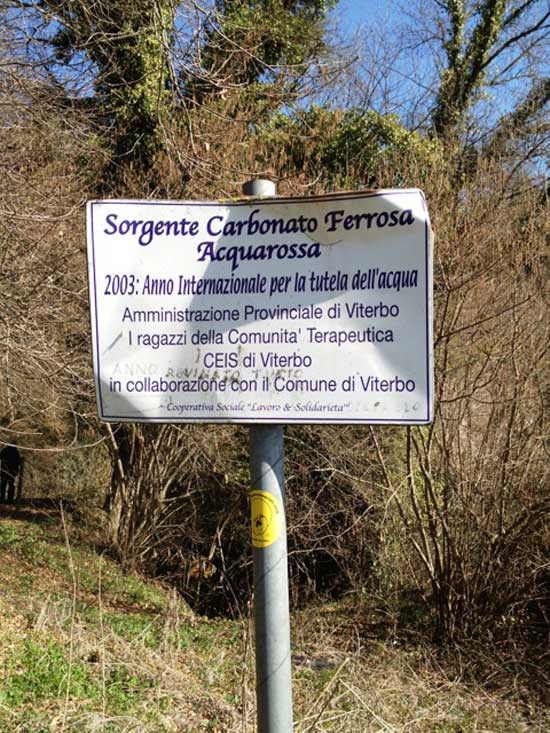 Sorgente Carbonato Ferrosa
Acquarossa
2003: Anno Internazionale per la tutela dell'acqua
Amministrazione Provinciale di Viterbo
I ragazzi della Comunita' Terapeutica
CEIS di Viterbo
ANNO ROVINATO TUTTO
in collaborazione con il Comune di Viterbo
Cooperativa Sociale "Lavoro & Solidarietà"